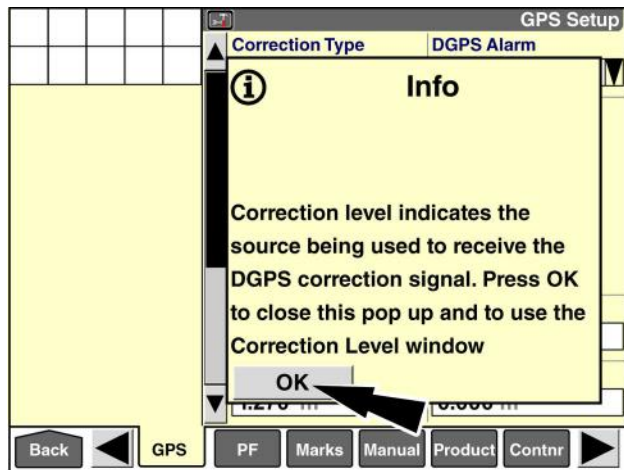 GPS Setup
Correction Type
DGPS Alarm
Info
Correction level indicates the
source being used to receive the
DGPS correction signal. Press OK
to close this pop up and to use the
Correction Level window
OK
Back
GPS
PF
Marks
Manual
Product
Contnr